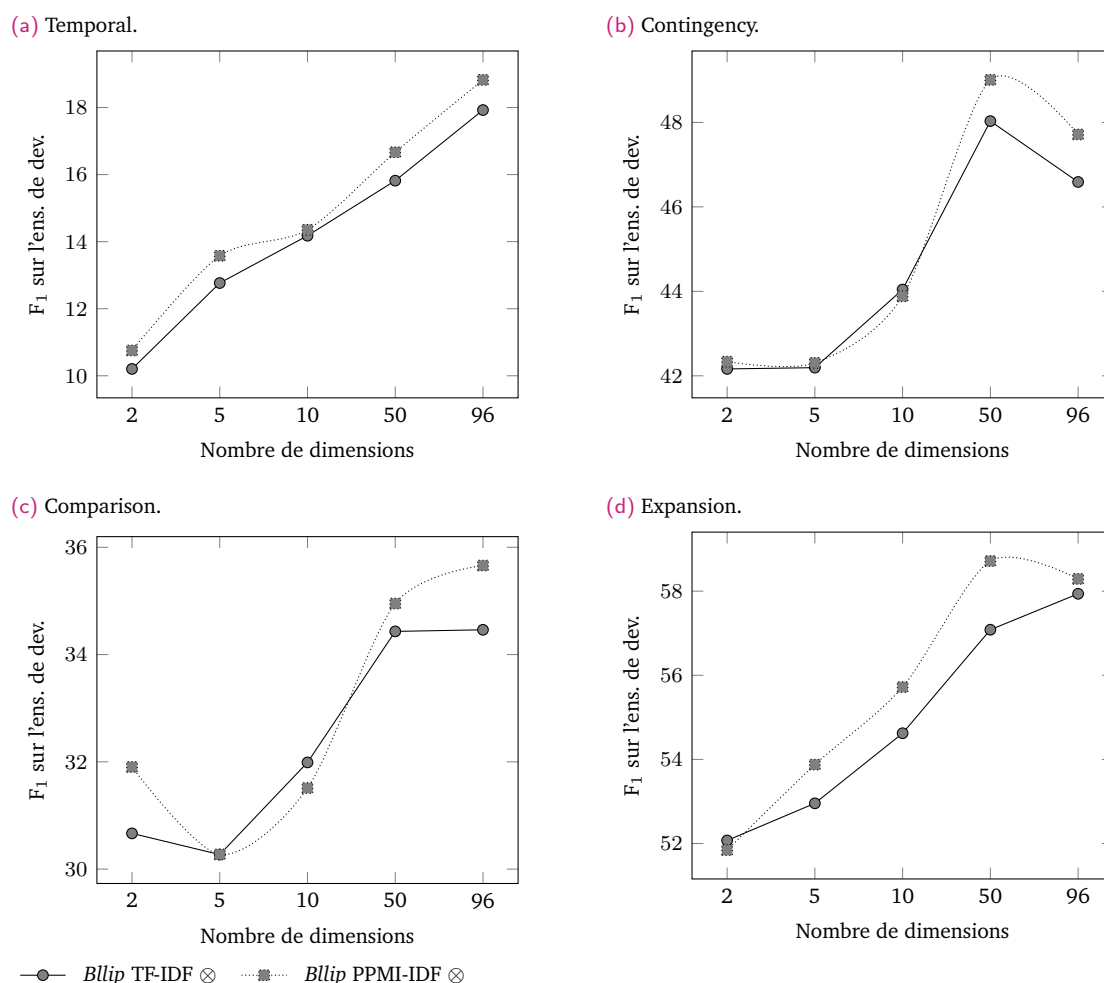 (a) Temporal.
F₁ sur l'ens. de dev.
18
16
14
12
10
2 5 10 50 96
Nombre de dimensions
(b) Contingency.
F₁ sur l'ens. de dev.
48
46
44
42
2 5 10 50 96
Nombre de dimensions
(c) Comparison.
F₁ sur l'ens. de dev.
36
34
32
30
2 5 10 50 96
Nombre de dimensions
(d) Expansion.
F₁ sur l'ens. de dev.
58
56
54
52
2 5 10 50 96
Nombre de dimensions
Bllip TF-IDF ⊗ Bllip PPMI-IDF ⊗